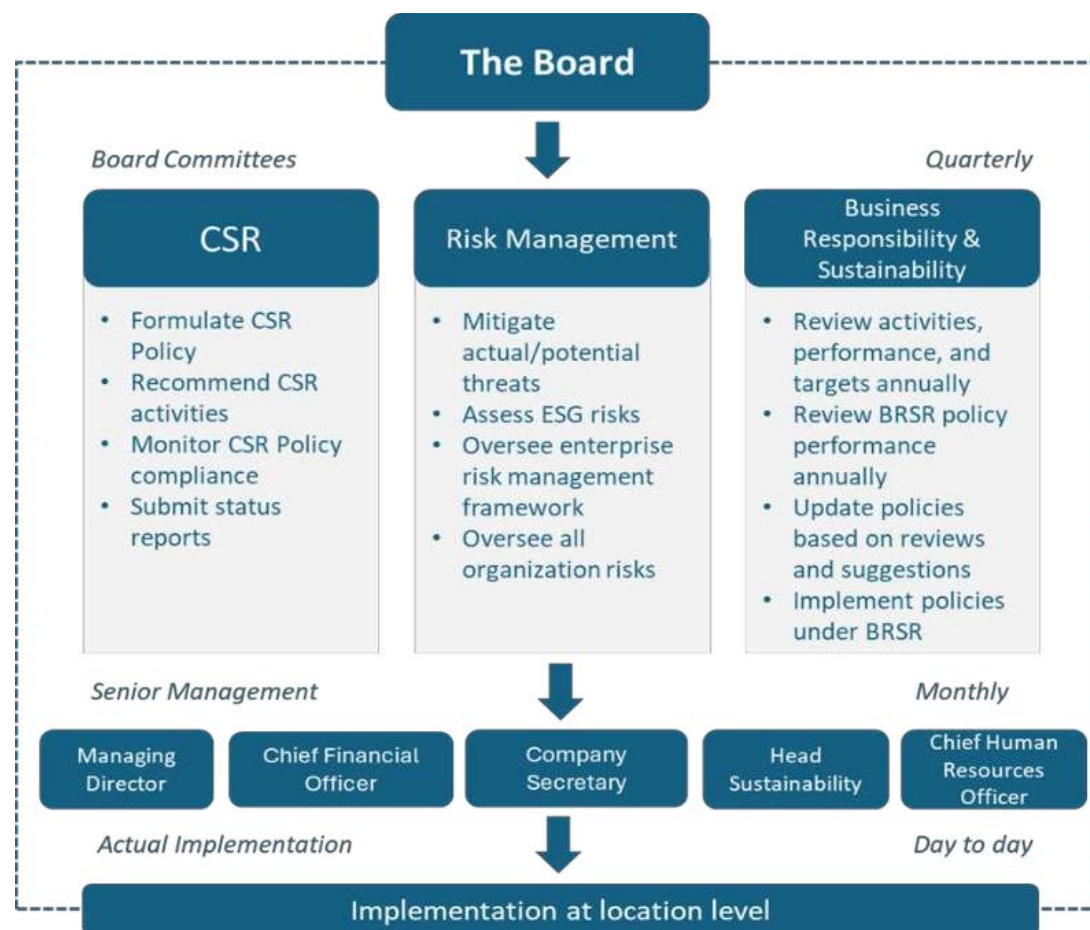 The Board
Board Committees
Quarterly
CSR
• Formulate CSR
Policy
• Recommend CSR
activities
• Monitor CSR Policy
compliance
• Submit status
reports
Risk Management
• Mitigate
actual/potential
threats
• Assess ESG risks
• Oversee enterprise
risk management
framework
• Oversee all
organization risks
Business
Responsibility &
Sustainability
• Review activities,
performance, and
targets annually
• Review BRSR policy
performance
annually
• Update policies
based on reviews
and suggestions
• Implement policies
under BRSR
Senior Management
Monthly
Managing
Director
Chief Financial
Officer
Company
Secretary
Head
Sustainability
Chief Human
Resources
Officer
Actual Implementation
Day to day
Implementation at location level